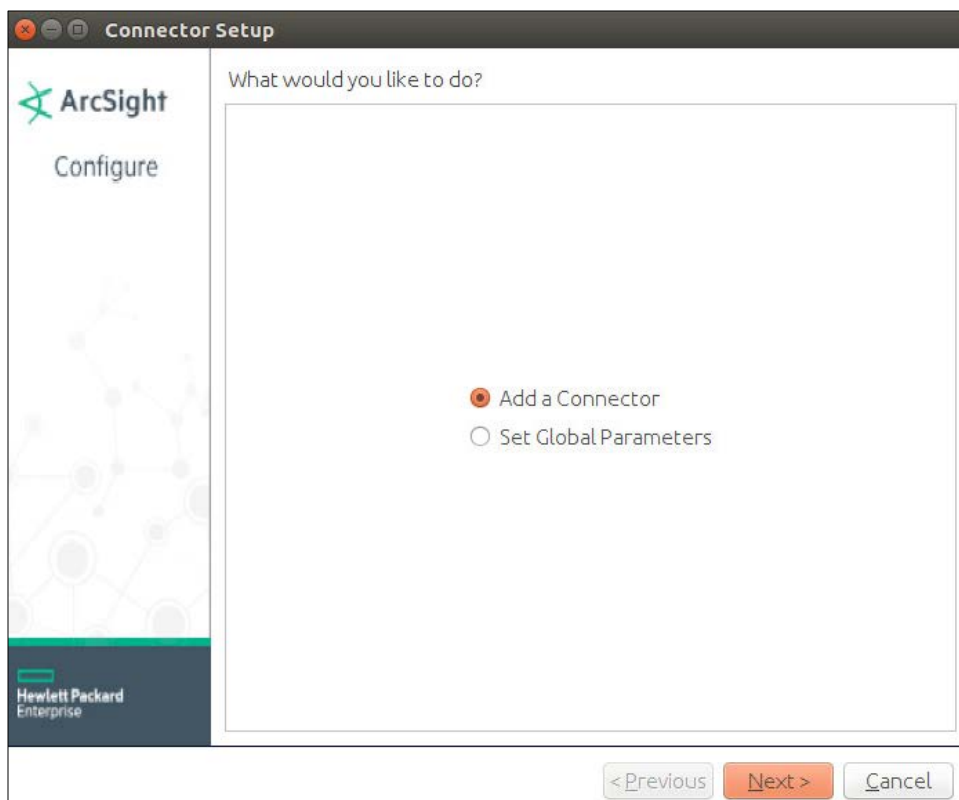 Connector Setup
ArcSight
Configure
What would you like to do?
Add a Connector
Set Global Parameters
Hewlett Packard
Enterprise
< Previous
Next >
Cancel